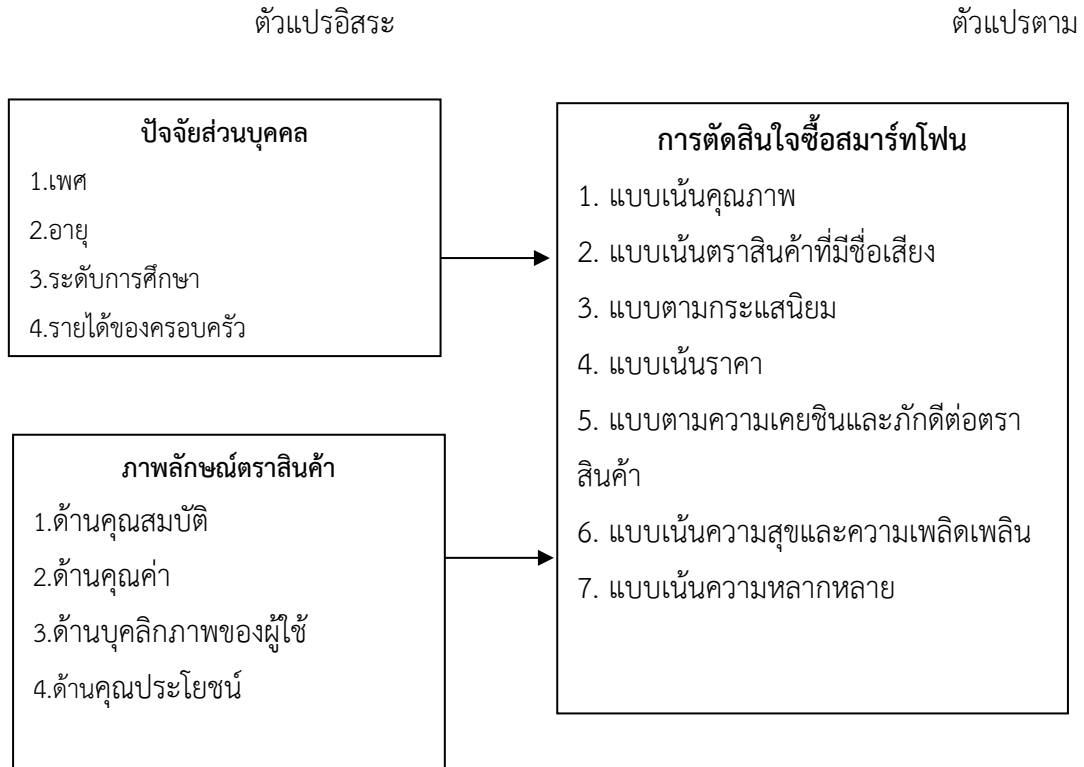 ตัวแปรอิสระ
ตัวแปรตาม
ปัจจัยส่วนบุคคล
1.เพศ
2.อายุ
3.ระดับการศึกษา
4.รายได้ของครอบครัว
ภาพลักษณ์ตราสินค้า
1.ด้านคุณสมบัติ
2.ด้านคุณค่า
3.ด้านบุคลิกภาพของผู้ใช้
4.ด้านคุณประโยชน์
การตัดสินใจซื้อสมาร์ทโฟน
1. แบบเน้นคุณภาพ
2. แบบเน้นตราสินค้าที่มีชื่อเสียง
3. แบบตามกระแสนิยม
4. แบบเน้นราคา
5. แบบตามความเคยชินและภักดีต่อตรา
สินค้า
6. แบบเน้นความสุขและความเพลิดเพลิน
7. แบบเน้นความหลากหลาย